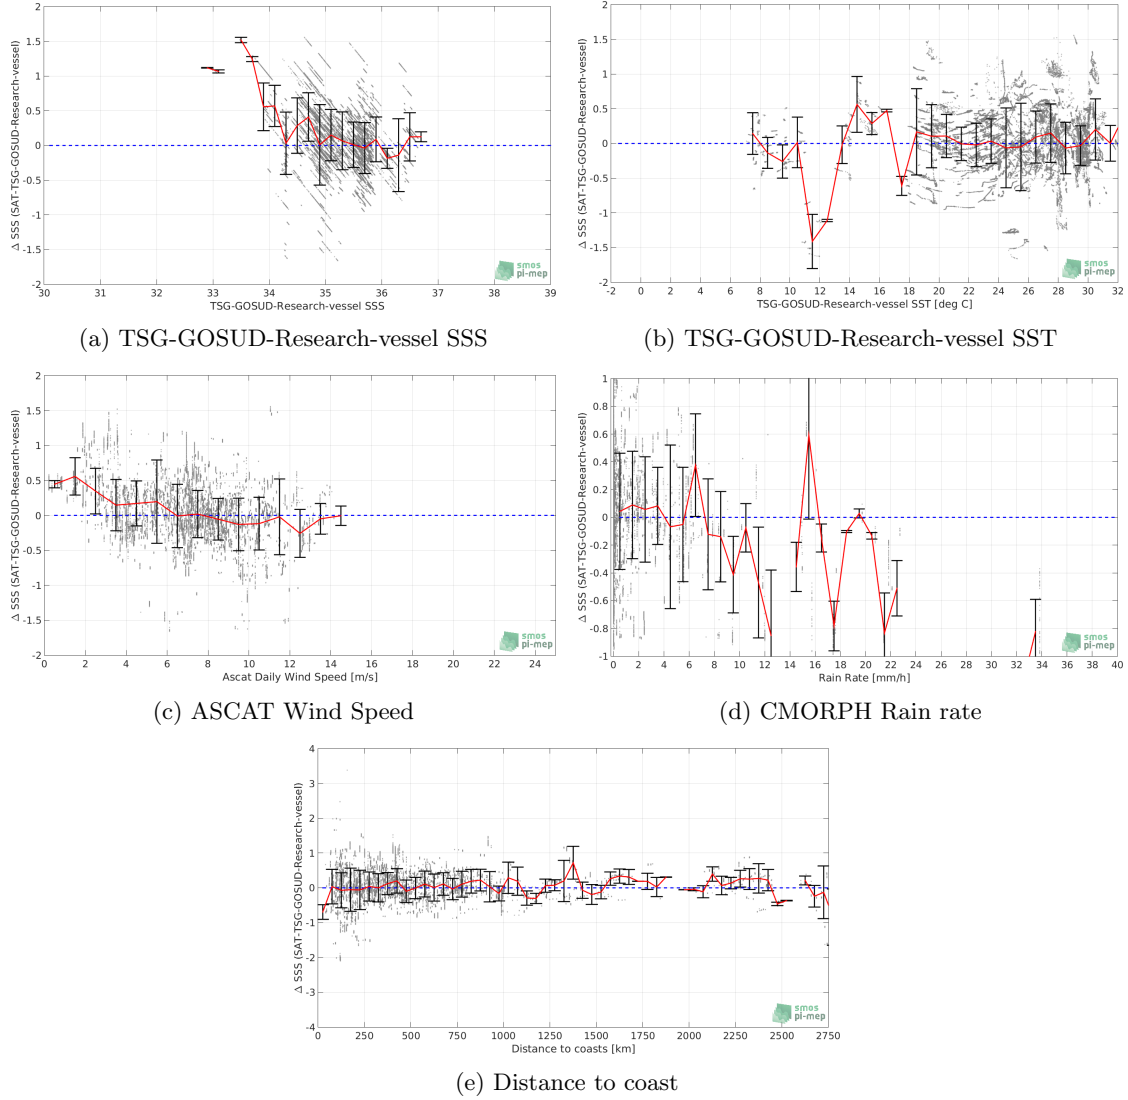 2
1.5
1
0.5
0
-0.5
-1
-1.5
-2
Δ SSS (SAT-TSG-GOSUD-Research-vessel)
30 31 32 33 34 35 36 37 38 39
TSG-GOSUD-Research-vessel SSS
smos
pi-mep
(a) TSG-GOSUD-Research-vessel SSS
2
1.5
1
0.5
0
-0.5
-1
-1.5
-2
Δ SSS (SAT-TSG-GOSUD-Research-vessel)
-2 0 2 4 6 8 10 12 14 16 18 20 22 24 26 28 30 32
TSG-GOSUD-Research-vessel SST [deg C]
smos
pi-mep
(b) TSG-GOSUD-Research-vessel SST
2
1.5
1
0.5
0
-0.5
-1
-1.5
-2
Δ SSS (SAT-TSG-GOSUD-Research-vessel)
0 2 4 6 8 10 12 14 16 18 20 22 24
Ascat Daily Wind Speed [m/s]
smos
pi-mep
(c) ASCAT Wind Speed
1
0.8
0.6
0.4
0.2
0
-0.2
-0.4
-0.6
-0.8
-1
Δ SSS (SAT-TSG-GOSUD-Research-vessel)
0 2 4 6 8 10 12 14 16 18 20 22 24 26 28 30 32 34 36 38 40
Rain Rate [mm/h]
smos
pi-mep
(d) CMORPH Rain rate
4
3
2
1
0
-1
-2
-3
-4
Δ SSS (SAT-TSG-GOSUD-Research-vessel)
0 250 500 750 1000 1250 1500 1750 2000 2250 2500 2750
Distance to coasts [km]
smos
pi-mep
(e) Distance to coast